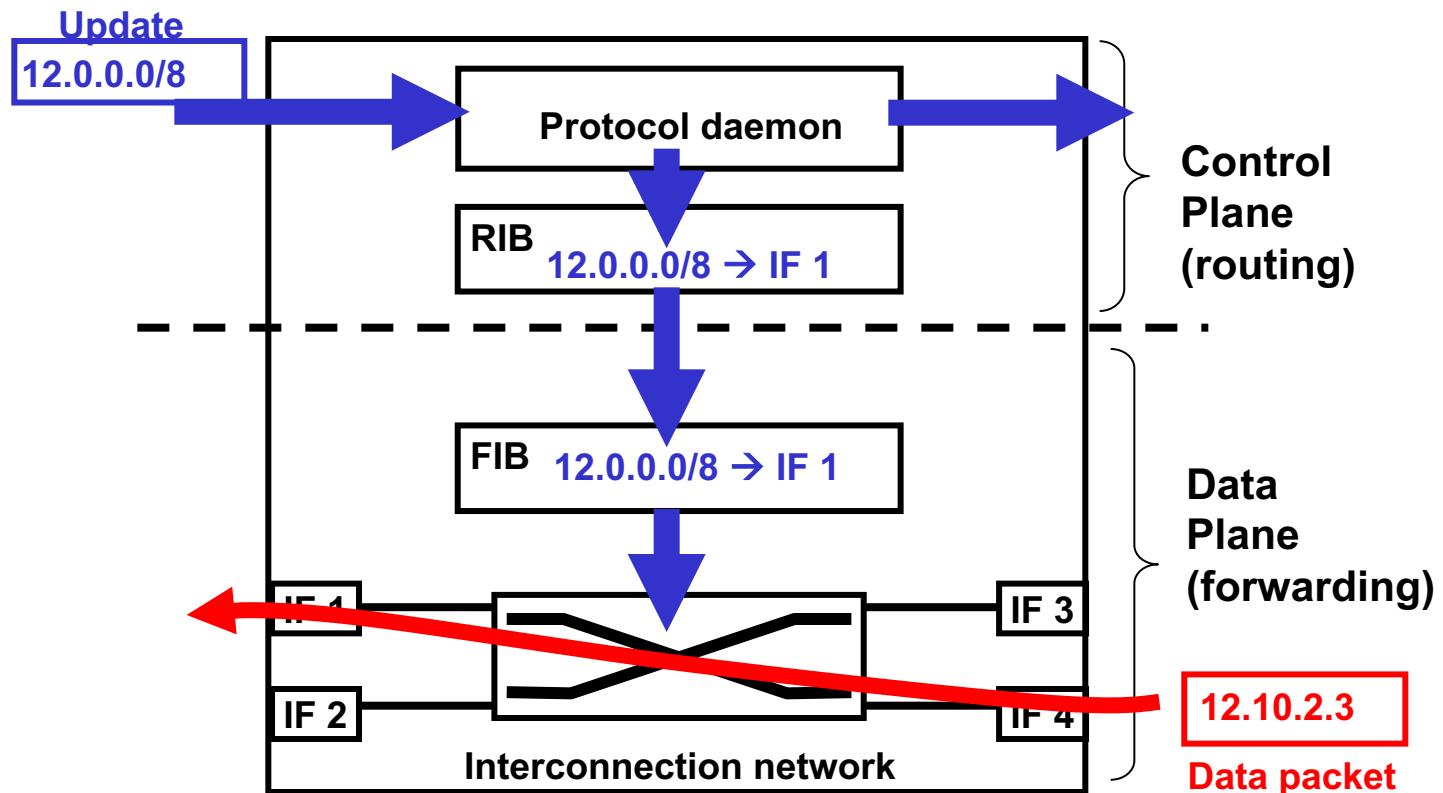 Update
12.0.0.0/8
Protocol daemon
Control
Plane
(routing)
RIB
12.0.0.0/8 → IF 1
FIB 12.0.0.0/8 → IF 1
Data
Plane
(forwarding)
IF 1
IF 3
IF 2
IF 4
12.10.2.3
Interconnection network
Data packet